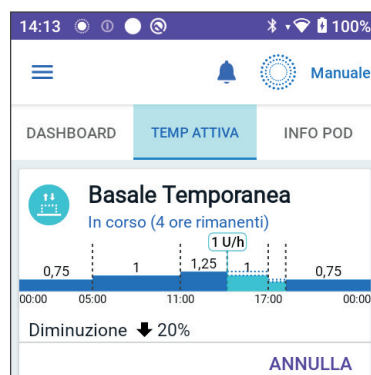 14:13 100%
Manuale
DASHBOARD TEMP ATTIVA INFO POD
Basale Temporanea
In corso (4 ore rimanenti)
1 U/h
0,75 1 1,25 1 0,75
00:00 05:00 11:00 17:00 00:00
Diminuzione 20%
ANNULLA